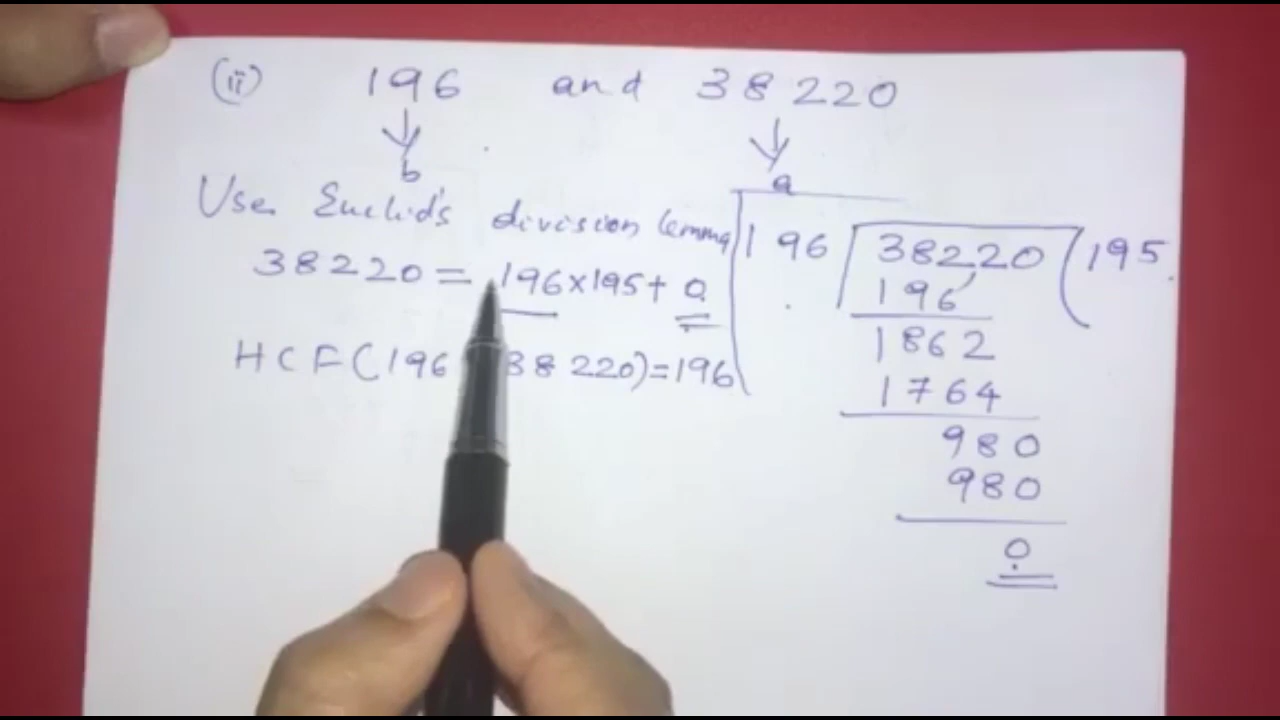 (ii) 196 and 38220
b a
Use Euclid's division lemma
38220 = 196×195+ 0
HCF(196 38220)=196
196 38220 195
196
1862
1764
980
980
0